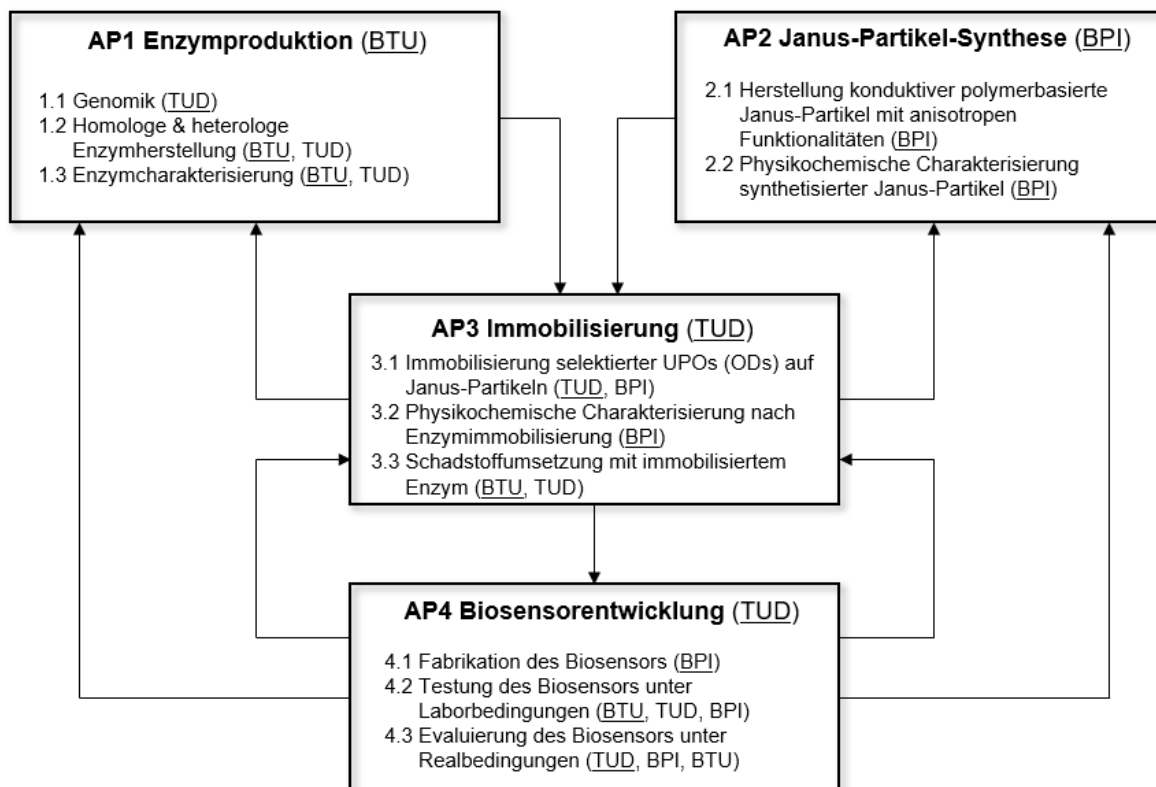 AP1 Enzymproduktion (BTU)
1.1 Genomik (TUD)
1.2 Homologe & heterologe
Enzymherstellung (BTU, TUD)
1.3 Enzymcharakterisierung (BTU, TUD)
AP2 Janus-Partikel-Synthese (BPI)
2.1 Herstellung konduktiver polymerbasierte
Janus-Partikel mit anisotropen
Funktionalitäten (BPI)
2.2 Physikochemische Charakterisierung
synthetisierter Janus-Partikel (BPI)
AP3 Immobilisierung (TUD)
3.1 Immobilisierung selektierter UPOs (ODs) auf
Janus-Partikeln (TUD, BPI)
3.2 Physikochemische Charakterisierung nach
Enzymimmobilisierung (BPI)
3.3 Schadstoffumsetzung mit immobilisiertem
Enzym (BTU, TUD)
AP4 Biosensorentwicklung (TUD)
4.1 Fabrikation des Biosensors (BPI)
4.2 Testung des Biosensors unter
Laborbedingungen (BTU, TUD, BPI)
4.3 Evaluierung des Biosensors unter
Realbedingungen (TUD, BPI, BTU)